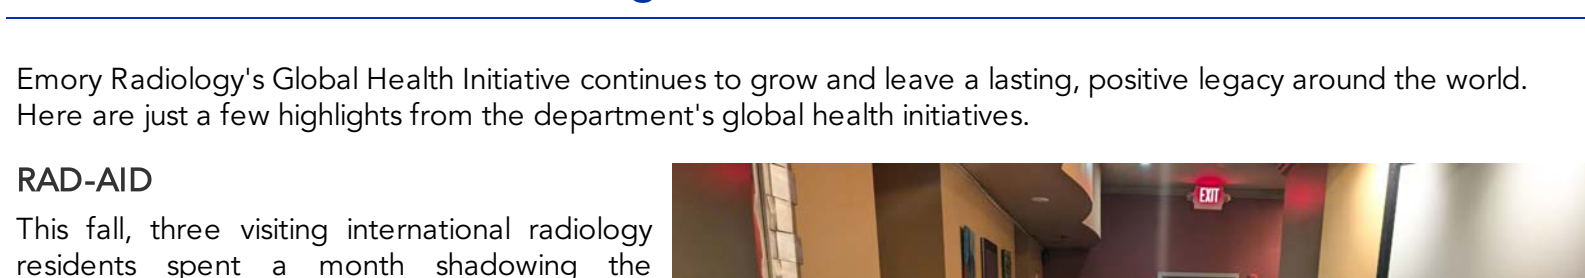 Emory Radiology's Global Health Initiative continues to grow and leave a lasting, positive legacy around the world.
Here are just a few highlights from the department's global health initiatives.
RAD-AID
This fall, three visiting international radiology
residents spent a month shadowing the
EXIT